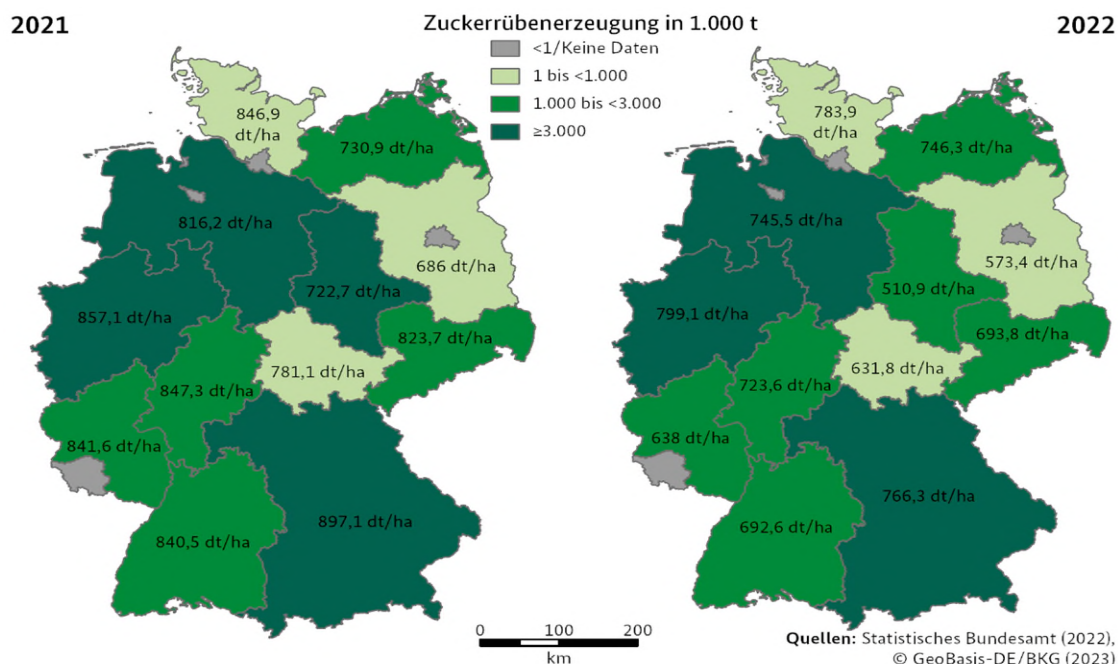 2021
Zuckerrübenerzeugung in 1.000 t
2022
<1/Keine Daten
1 bis <1.000
1.000 bis <3.000
≥3.000
846,9
dt/ha
730,9 dt/ha
816,2 dt/ha
686 dt/ha
722,7 dt/ha
857,1 dt/ha
823,7 dt/ha
847,3 dt/ha
781,1 dt/ha
841,6 dt/ha
897,1 dt/ha
840,5 dt/ha
783,9
dt/ha
746,3 dt/ha
745,5 dt/ha
573,4 dt/ha
510,9 dt/ha
799,1 dt/ha
693,8 dt/ha
723,6 dt/ha
631,8 dt/ha
638 dt/ha
766,3 dt/ha
692,6 dt/ha
0 100 200
km
Quellen: Statistisches Bundesamt (2022),
© GeoBasis-DE/BKG (2023)